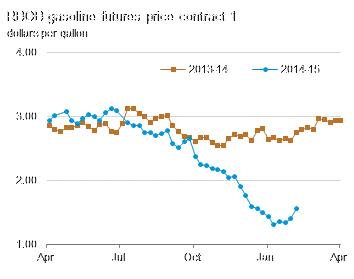 RBOB gasoline futures price contract 1
dollars per gallon
4.00
2013-14
2014-15
3.00
2.00
1.00
Apr
Jul
Oct
Jan
Apr